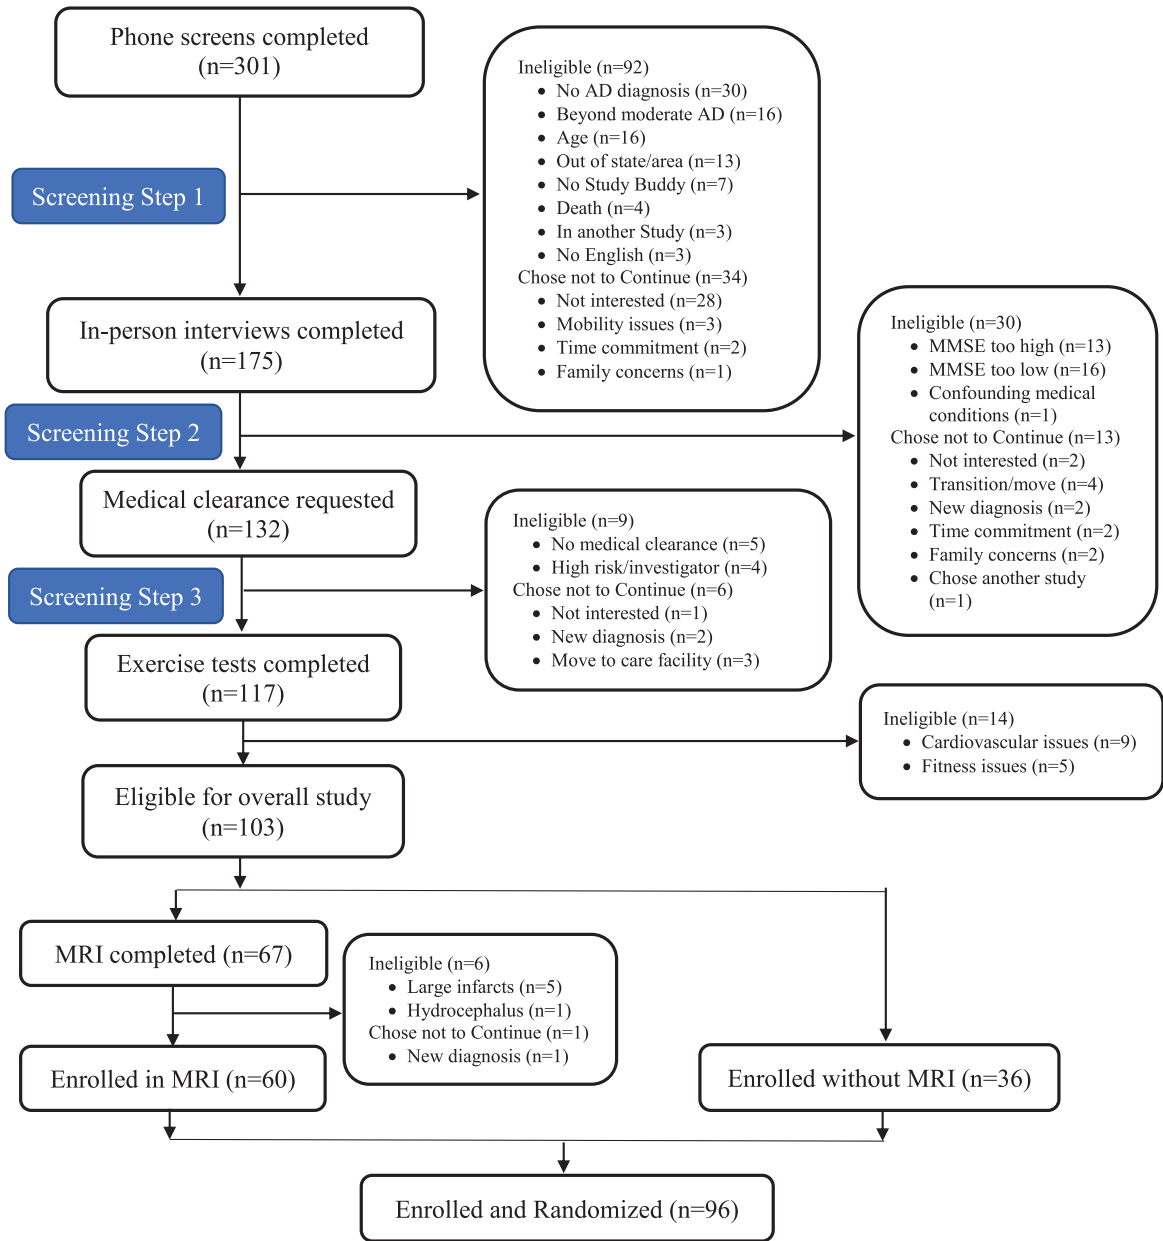 Phone screens completed
(n=301)
Ineligible (n=92)
• No AD diagnosis (n=30)
• Beyond moderate AD (n=16)
• Age (n=16)
• Out of state/area (n=13)
• No Study Buddy (n=7)
• Death (n=4)
• In another Study (n=3)
• No English (n=3)
Chose not to Continue (n=34)
• Not interested (n=28)
• Mobility issues (n=3)
• Time commitment (n=2)
• Family concerns (n=1)
Screening Step 1
In-person interviews completed
(n=175)
Ineligible (n=30)
• MMSE too high (n=13)
• MMSE too low (n=16)
• Confounding medical
conditions (n=1)
Chose not to Continue (n=13)
• Not interested (n=2)
• Transition/move (n=4)
• New diagnosis (n=2)
• Time commitment (n=2)
• Family concerns (n=2)
• Chose another study
(n=1)
Screening Step 2
Medical clearance requested
(n=132)
Ineligible (n=9)
• No medical clearance (n=5)
• High risk/investigator (n=4)
Chose not to Continue (n=6)
• Not interested (n=1)
• New diagnosis (n=2)
• Move to care facility (n=3)
Screening Step 3
Exercise tests completed
(n=117)
Ineligible (n=14)
• Cardiovascular issues (n=9)
• Fitness issues (n=5)
Eligible for overall study
(n=103)
MRI completed (n=67)
Ineligible (n=6)
• Large infarcts (n=5)
• Hydrocephalus (n=1)
Chose not to Continue (n=1)
• New diagnosis (n=1)
Enrolled in MRI (n=60)
Enrolled without MRI (n=36)
Enrolled and Randomized (n=96)